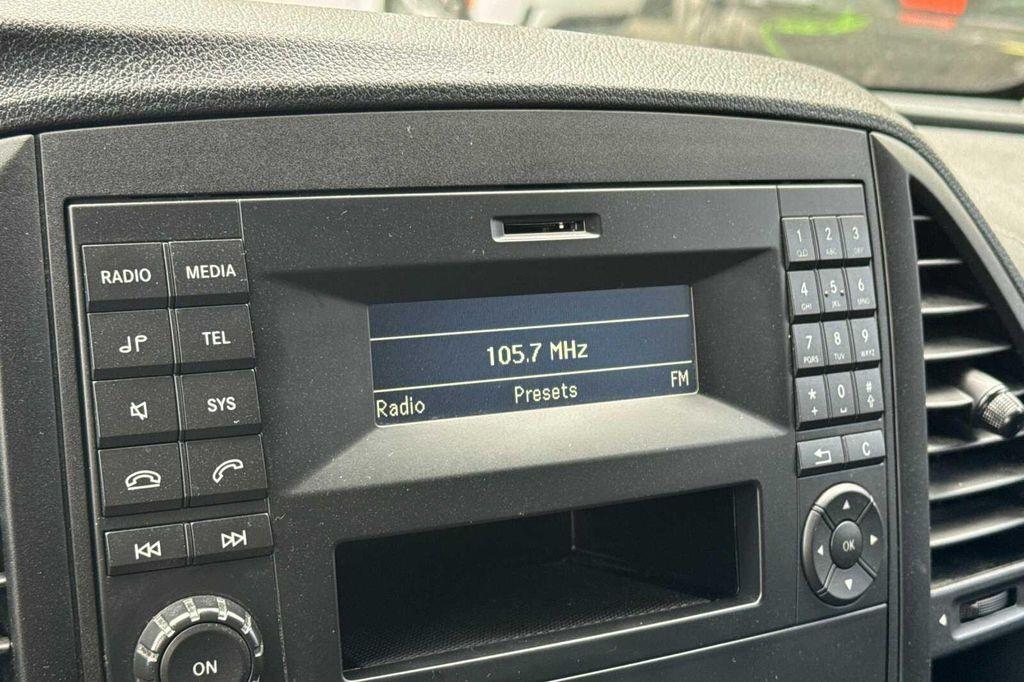 RADIO MEDIA
TEL
SYS
ON
105.7 MHz
Radio Presets FM
1 2 3
ABC DEF
4 5 6
GHI JKL MNO
7 8 9
PQRS TUV WXYZ
* 0 #
+
C
OK